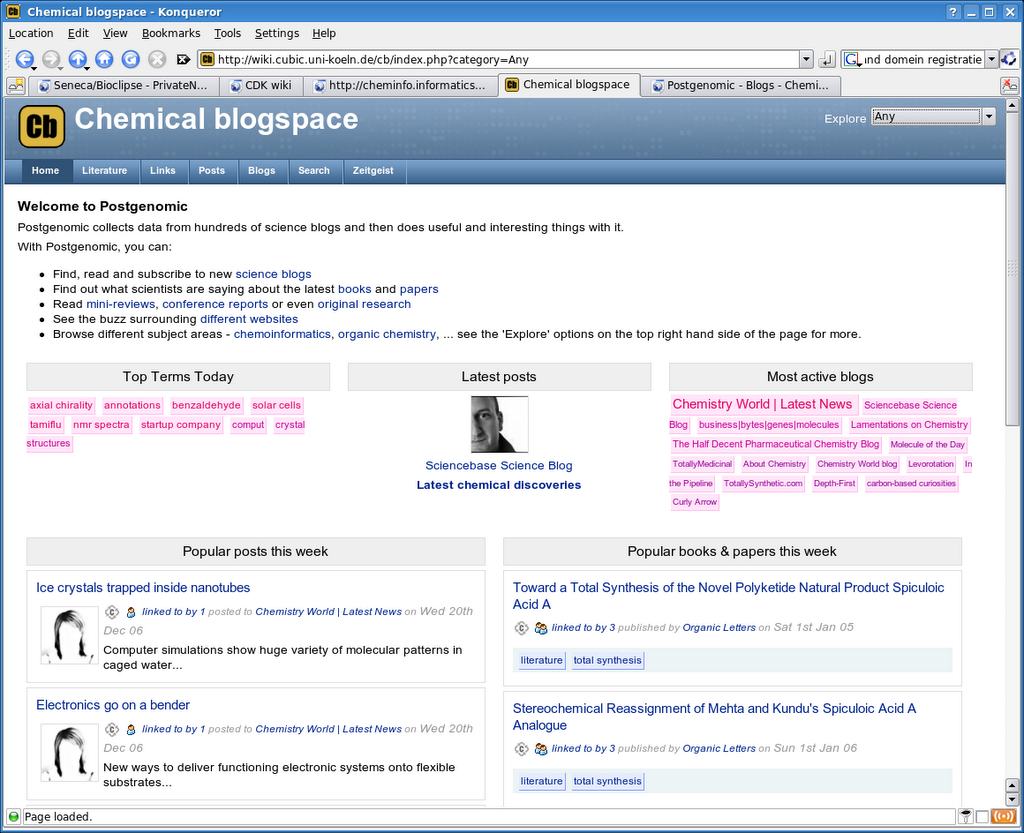 Chemical blogspace - Konqueror
Location Edit View Bookmarks Tools Settings Help
http://wiki.cubic.uni-koeln.de/cb/index.php?category=Any
und domain registratie
Seneca/Bioclipse - PrivateN...
CDK wiki
http://cheminfo.informatics...
Chemical blogspace
Postgenomic - Blogs - Chemi...
Cb
Chemical blogspace
Explore Any
Home Literature Links Posts Blogs Search Zeitgeist
Welcome to Postgenomic
Postgenomic collects data from hundreds of science blogs and then does useful and interesting things with it.
With Postgenomic, you can:
• Find, read and subscribe to new science blogs
• Find out what scientists are saying about the latest books and papers
• Read mini-reviews, conference reports or even original research
• See the buzz surrounding different websites
• Browse different subject areas - chemoinformatics, organic chemistry, ... see the 'Explore' options on the top right hand side of the page for more.
Top Terms Today
axial chirality annotations benzaldehyde solar cells
tamiflu nmr spectra startup company comput crystal
structures
Latest posts
Sciencebase Science Blog
Latest chemical discoveries
Most active blogs
Chemistry World | Latest News Sciencebase Science
Blog business|bytes|genes|molecules Lamentations on Chemistry
The Half Decent Pharmaceutical Chemistry Blog Molecule of the Day
TotallyMedicinal About Chemistry Chemistry World blog Levorotation In
the Pipeline TotallySynthetic.com Depth-First carbon-based curiosities
Curly Arrow
Popular posts this week
Ice crystals trapped inside nanotubes
linked to by 1 posted to Chemistry World | Latest News on Wed 20th
Dec 06
Computer simulations show huge variety of molecular patterns in
caged water...
Electronics go on a bender
linked to by 1 posted to Chemistry World | Latest News on Wed 20th
Dec 06
New ways to deliver functioning electronic systems onto flexible
substrates...
Popular books & papers this week
Toward a Total Synthesis of the Novel Polyketide Natural Product Spiculoic
Acid A
linked to by 3 published by Organic Letters on Sat 1st Jan 05
literature total synthesis
Stereochemical Reassignment of Mehta and Kundu's Spiculoic Acid A
Analogue
linked to by 3 published by Organic Letters on Sun 1st Jan 06
literature total synthesis
Page loaded.